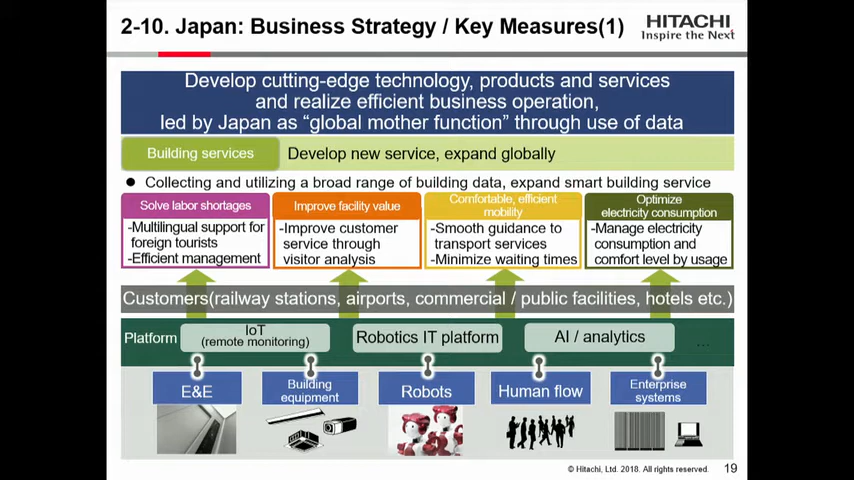 2-10. Japan: Business Strategy / Key Measures(1)
HITACHI
Inspire the Next
Develop cutting-edge technology, products and services
and realize efficient business operation,
led by Japan as “global mother function” through use of data
Building services
Develop new service, expand globally
● Collecting and utilizing a broad range of building data, expand smart building service
Solve labor shortages
-Multilingual support for
foreign tourists
-Efficient management
Improve facility value
-Improve customer
service through
visitor analysis
Comfortable, efficient
mobility
-Smooth guidance to
transport services
-Minimize waiting times
Optimize
electricity consumption
-Manage electricity
consumption and
comfort level by usage
Customers(railway stations, airports, commercial / public facilities, hotels etc.)
Platform
IoT
(remote monitoring)
Robotics IT platform
AI / analytics
...
E&E
Building
equipment
Robots
Human flow
Enterprise
systems
© Hitachi, Ltd. 2018. All rights reserved.
19